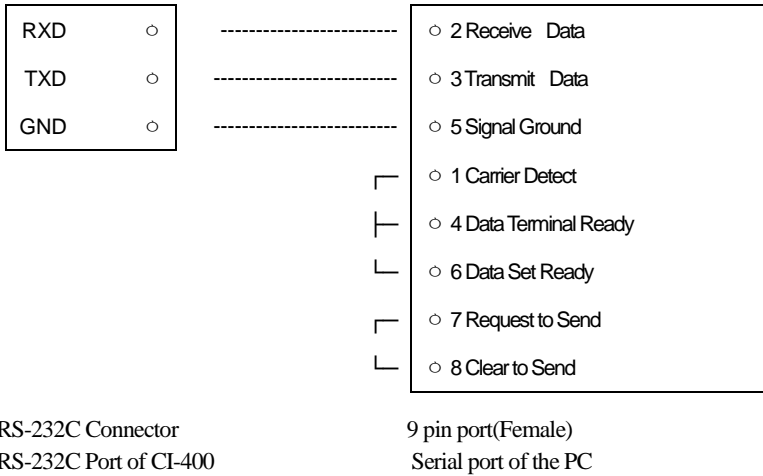 RXD 2 Receive Data
TXD 3 Transmit Data
GND 5 Signal Ground
1 Carrier Detect
4 Data Terminal Ready
6 Data Set Ready
7 Request to Send
8 Clear to Send
RS-232C Connector 9 pin port(Female)
RS-232C Port of CI-400 Serial port of the PC